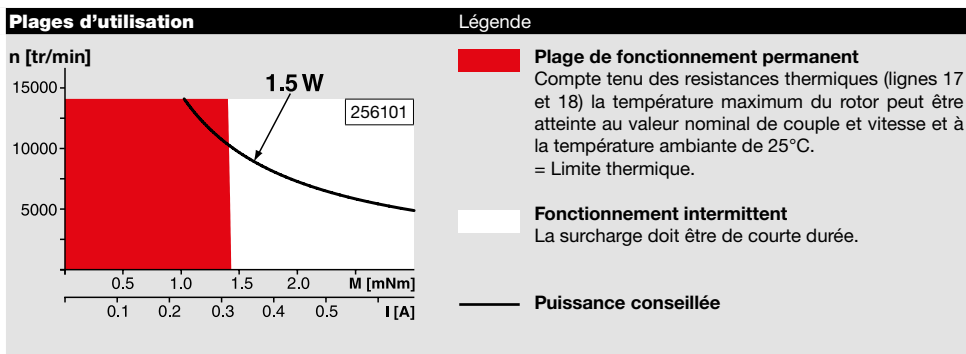 Plages d'utilisation
Légende
n [tr/min]
15000
10000
5000
1.5 W
256101
0.5 1.0 1.5 2.0 M [mNm]
0.1 0.2 0.3 0.4 0.5 I [A]
Plage de fonctionnement permanent
Compte tenu des resistances thermiques (lignes 17
et 18) la température maximum du rotor peut être
atteinte au valeur nominal de couple et vitesse et à
la température ambiante de 25°C.
= Limite thermique.
Fonctionnement intermittent
La surcharge doit être de courte durée.
Puissance conseillée